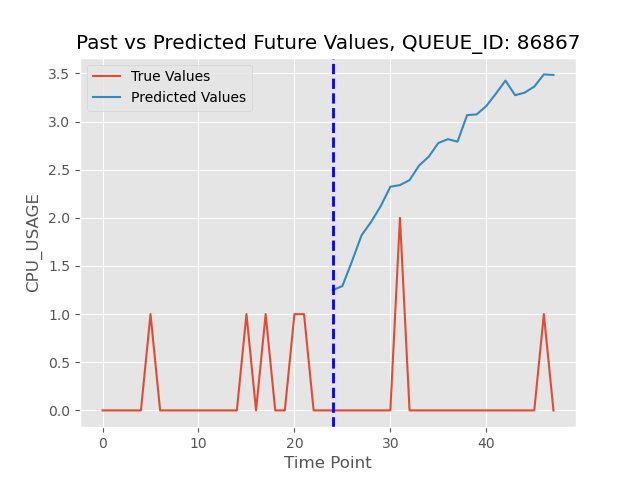 Past vs Predicted Future Values, QUEUE_ID: 86867
True Values
Predicted Values
CPU_USAGE
3.5
3.0
2.5
2.0
1.5
1.0
0.5
0.0
0
10
20
30
40
Time Point